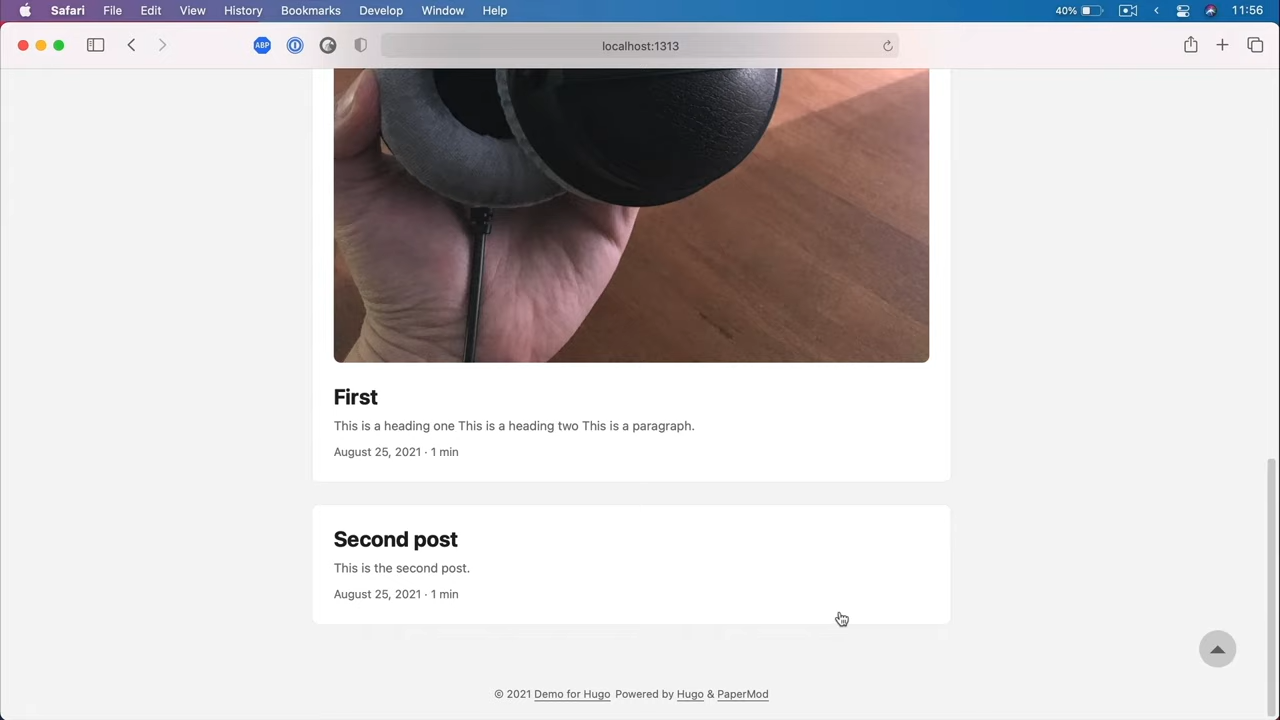 Safari File Edit View History Bookmarks Develop Window Help 40% 11:56
ABP localhost:1313
First
This is a heading one This is a heading two This is a paragraph.
August 25, 2021 · 1 min
Second post
This is the second post.
August 25, 2021 · 1 min
© 2021 Demo for Hugo Powered by Hugo & PaperMod